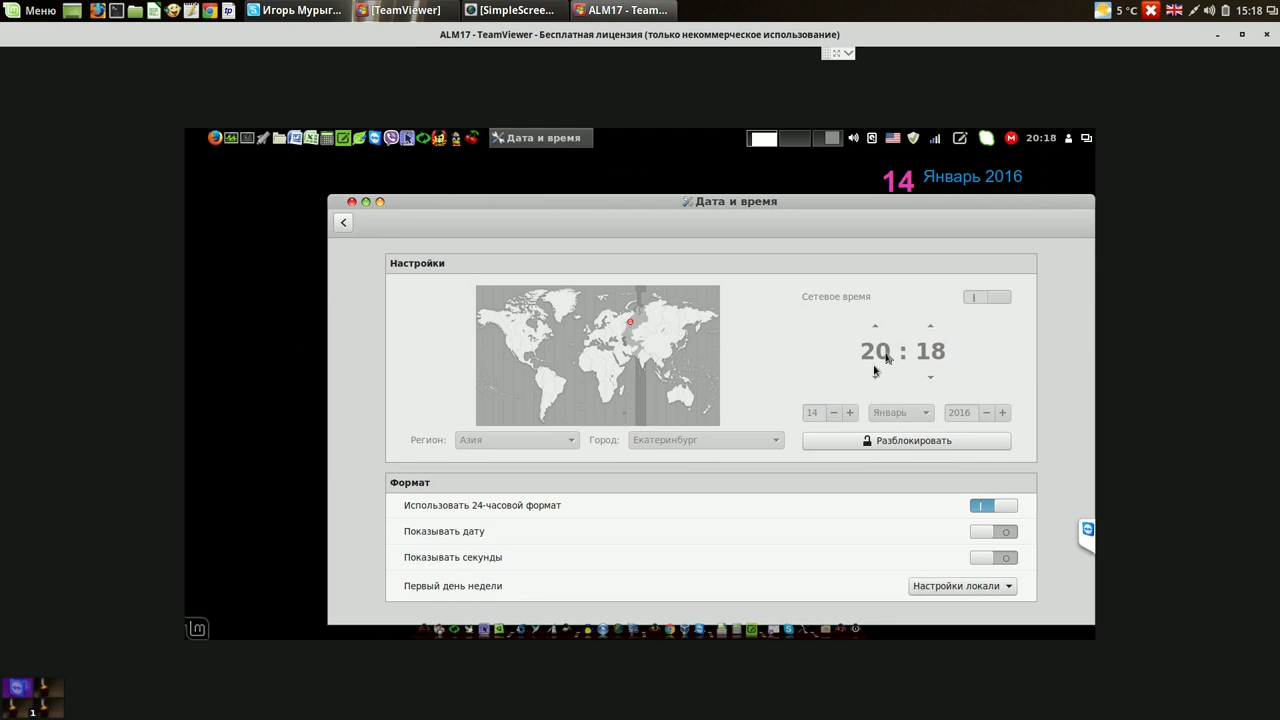 Меню
Игорь Мурыг...
[TeamViewer]
[SimpleScree...
ALM17 - Team...
5 °C
15:18
ALM17 - TeamViewer - Бесплатная лицензия (только некоммерческое использование)
Дата и время
20:18
14 Январь 2016
Дата и время
Настройки
Сетевое время
20 : 18
14
Январь
2016
Регион: Азия
Город: Екатеринбург
Разблокировать
Формат
Использовать 24-часовой формат
Показывать дату
Показывать секунды
Первый день недели
Настройки локали
1